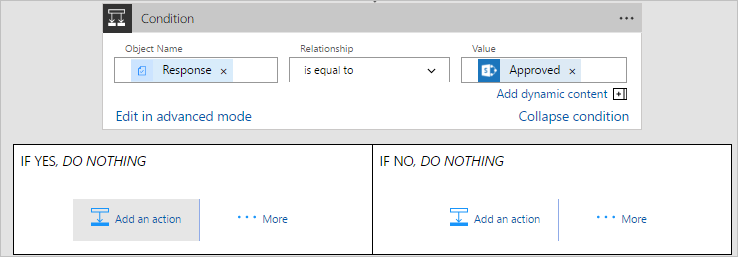 Condition
Object Name Relationship Value
Response × is equal to Approved ×
Add dynamic content
Edit in advanced mode Collapse condition
IF YES, DO NOTHING IF NO, DO NOTHING
Add an action ··· More Add an action ··· More